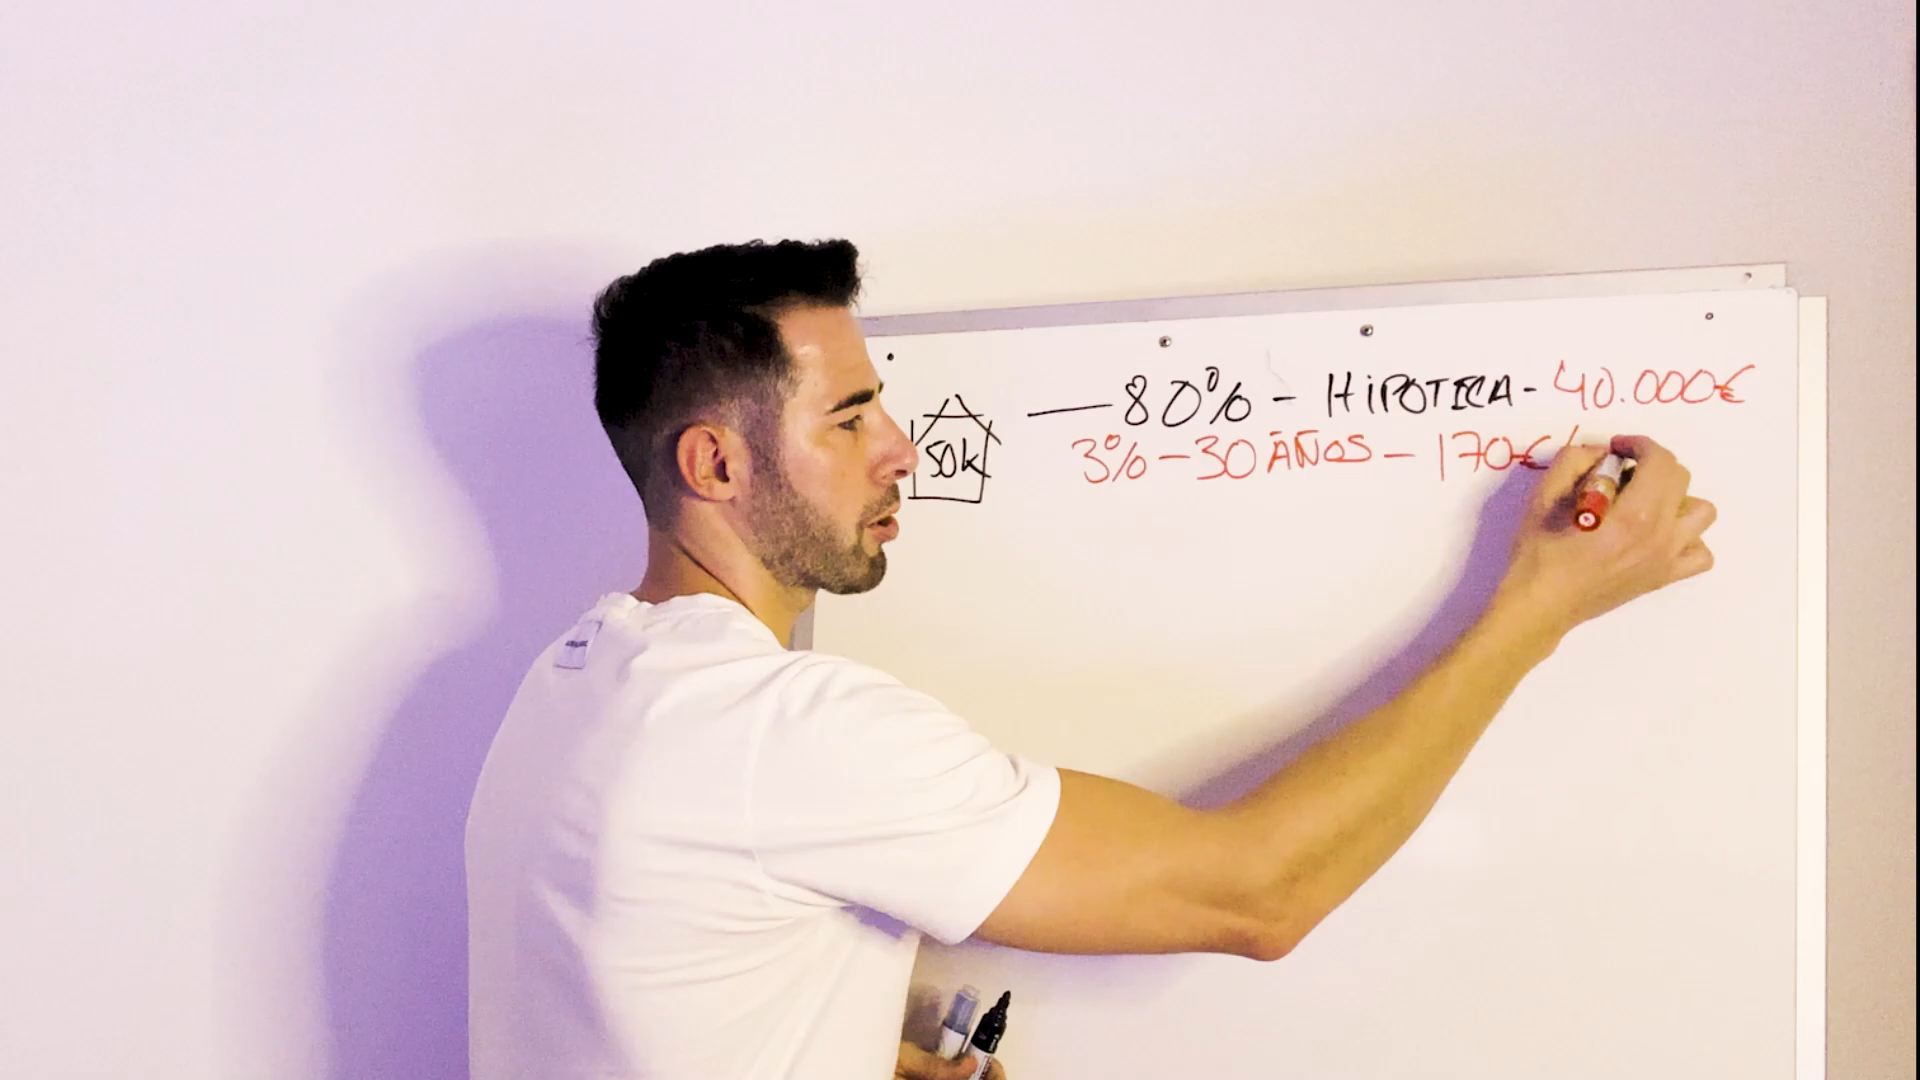 80% - HIPOTECA - 40.000€
50k
3% - 30 AÑOS - 170€/